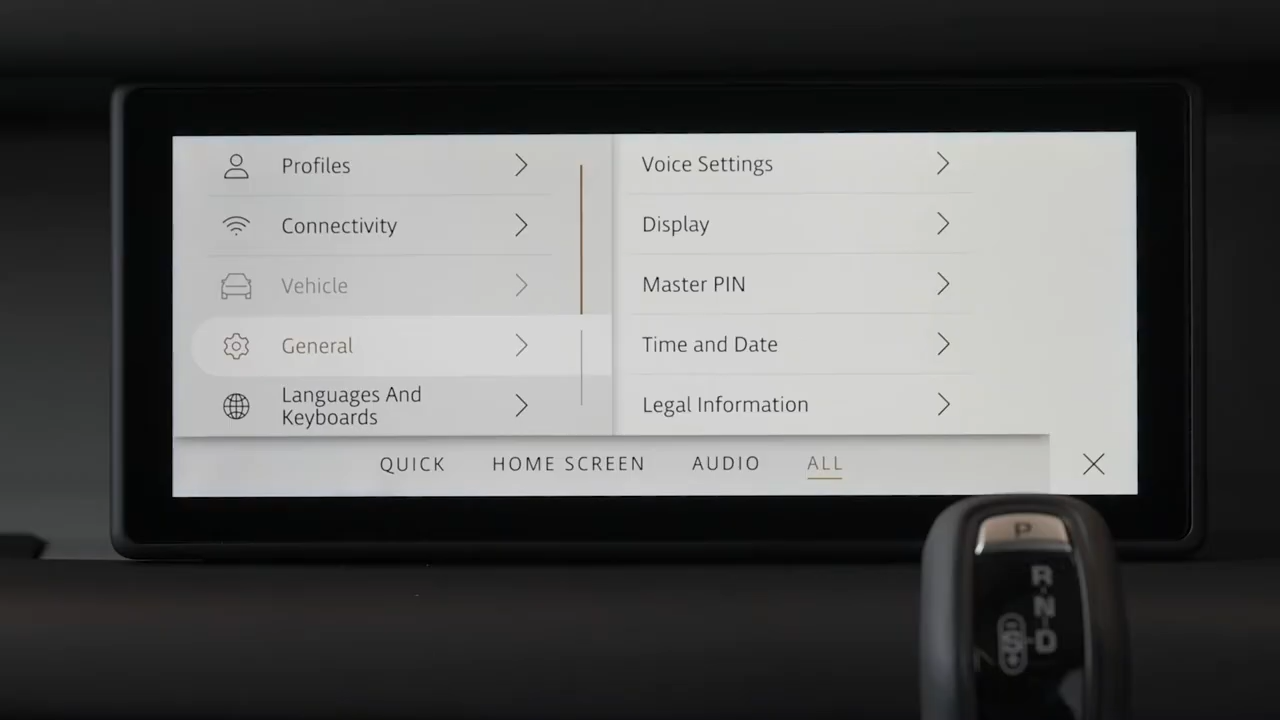 Profiles
Connectivity
Vehicle
General
Languages And
Keyboards
Voice Settings
Display
Master PIN
Time and Date
Legal Information
QUICK HOME SCREEN AUDIO ALL
P
R
N
S D